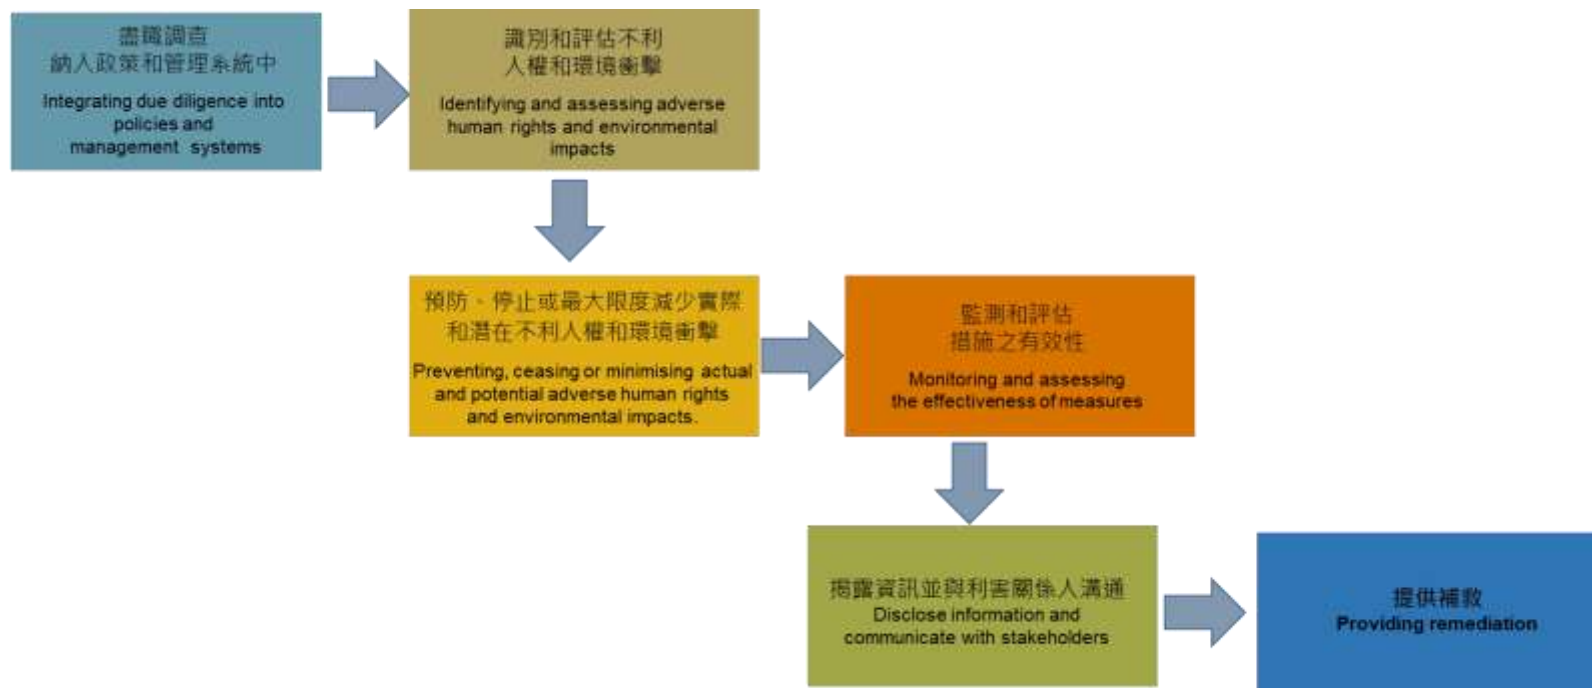 盡職調查
納入政策和管理系統中
Integrating due diligence into
policies and
management systems
識別和評估不利
人權和環境衝擊
Identifying and assessing adverse
human rights and environmental
impacts
預防、停止或最大限度減少實際
和潛在不利人權和環境衝擊
Preventing, ceasing or minimising actual
and potential adverse human rights
and environmental impacts.
監測和評估
措施之有效性
Monitoring and assessing
the effectiveness of measures
揭露資訊並與利害關係人溝通
Disclose information and
communicate with stakeholders
提供補救
Providing remediation